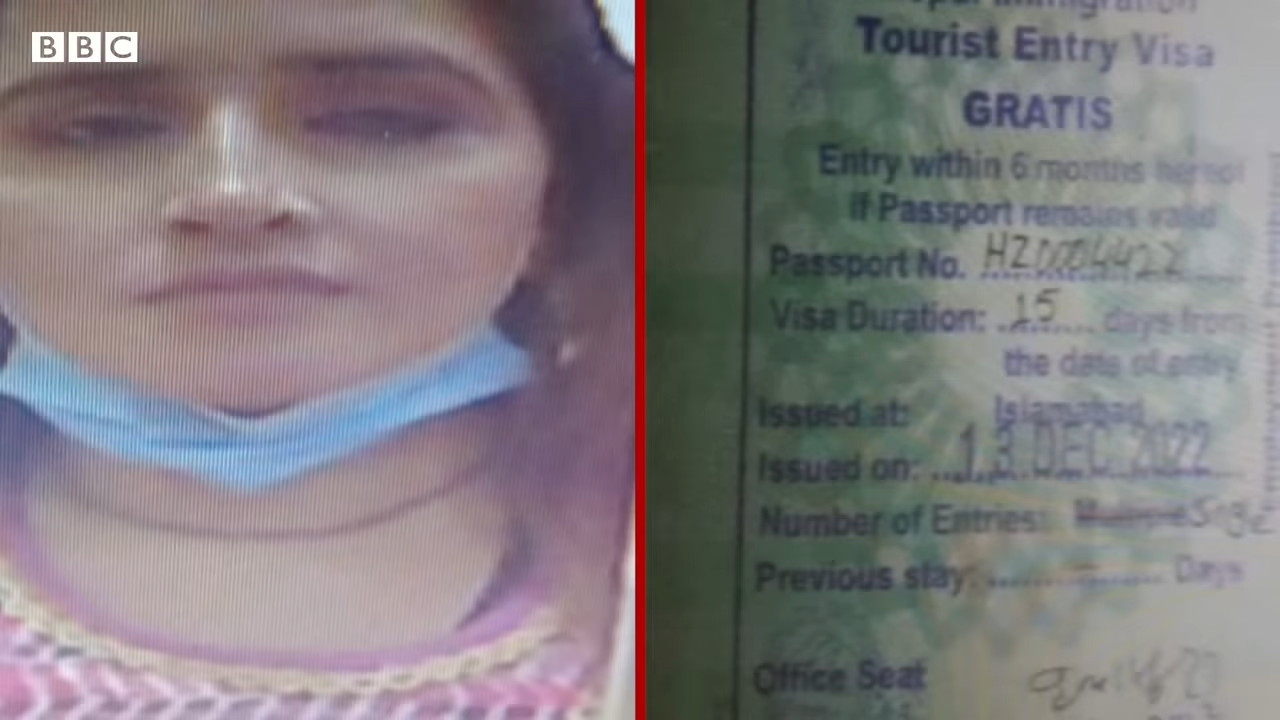 BBC
Tourist Entry Visa
GRATIS
Entry within 6 months
if Passport remains valid
Passport No.
Visa Duration: 15 days from
the date of entry
Issued at: Islamabad
Issued on: 13 DEC 2022
Number of Entries:
Previous stay: Days
Office Seal